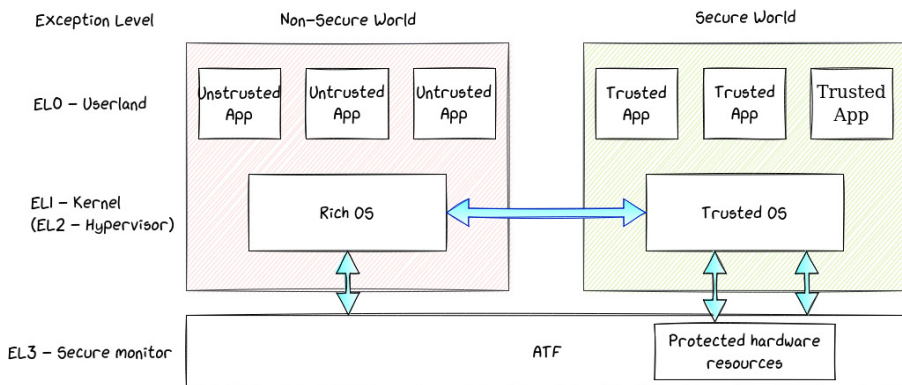 Exception Level
Non-Secure World
Secure World
EL0 - Userland
Unstrusted
App
Untrusted
App
Untrusted
App
Trusted
App
Trusted
App
Trusted
App
EL1 - Kernel
(EL2 - Hypervisor)
Rich OS
Trusted OS
EL3 - Secure monitor
ATF
Protected hardware
resources